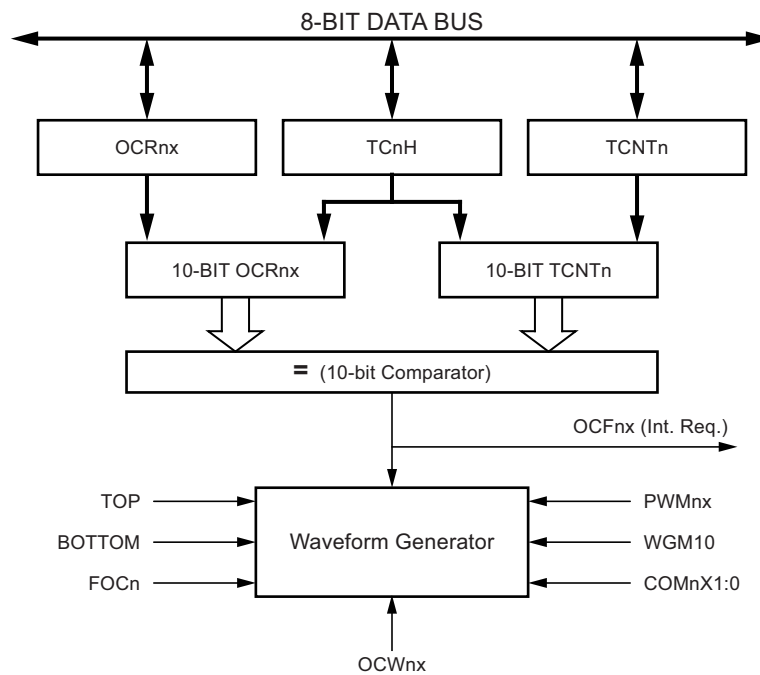 8-BIT DATA BUS
OCRnx
TCnH
TCNTn
10-BIT OCRnx
10-BIT TCNTn
= (10-bit Comparator)
OCFnx (Int. Req.)
TOP
PWMnx
BOTTOM
Waveform Generator
WGM10
FOCn
COMnX1:0
OCWnx